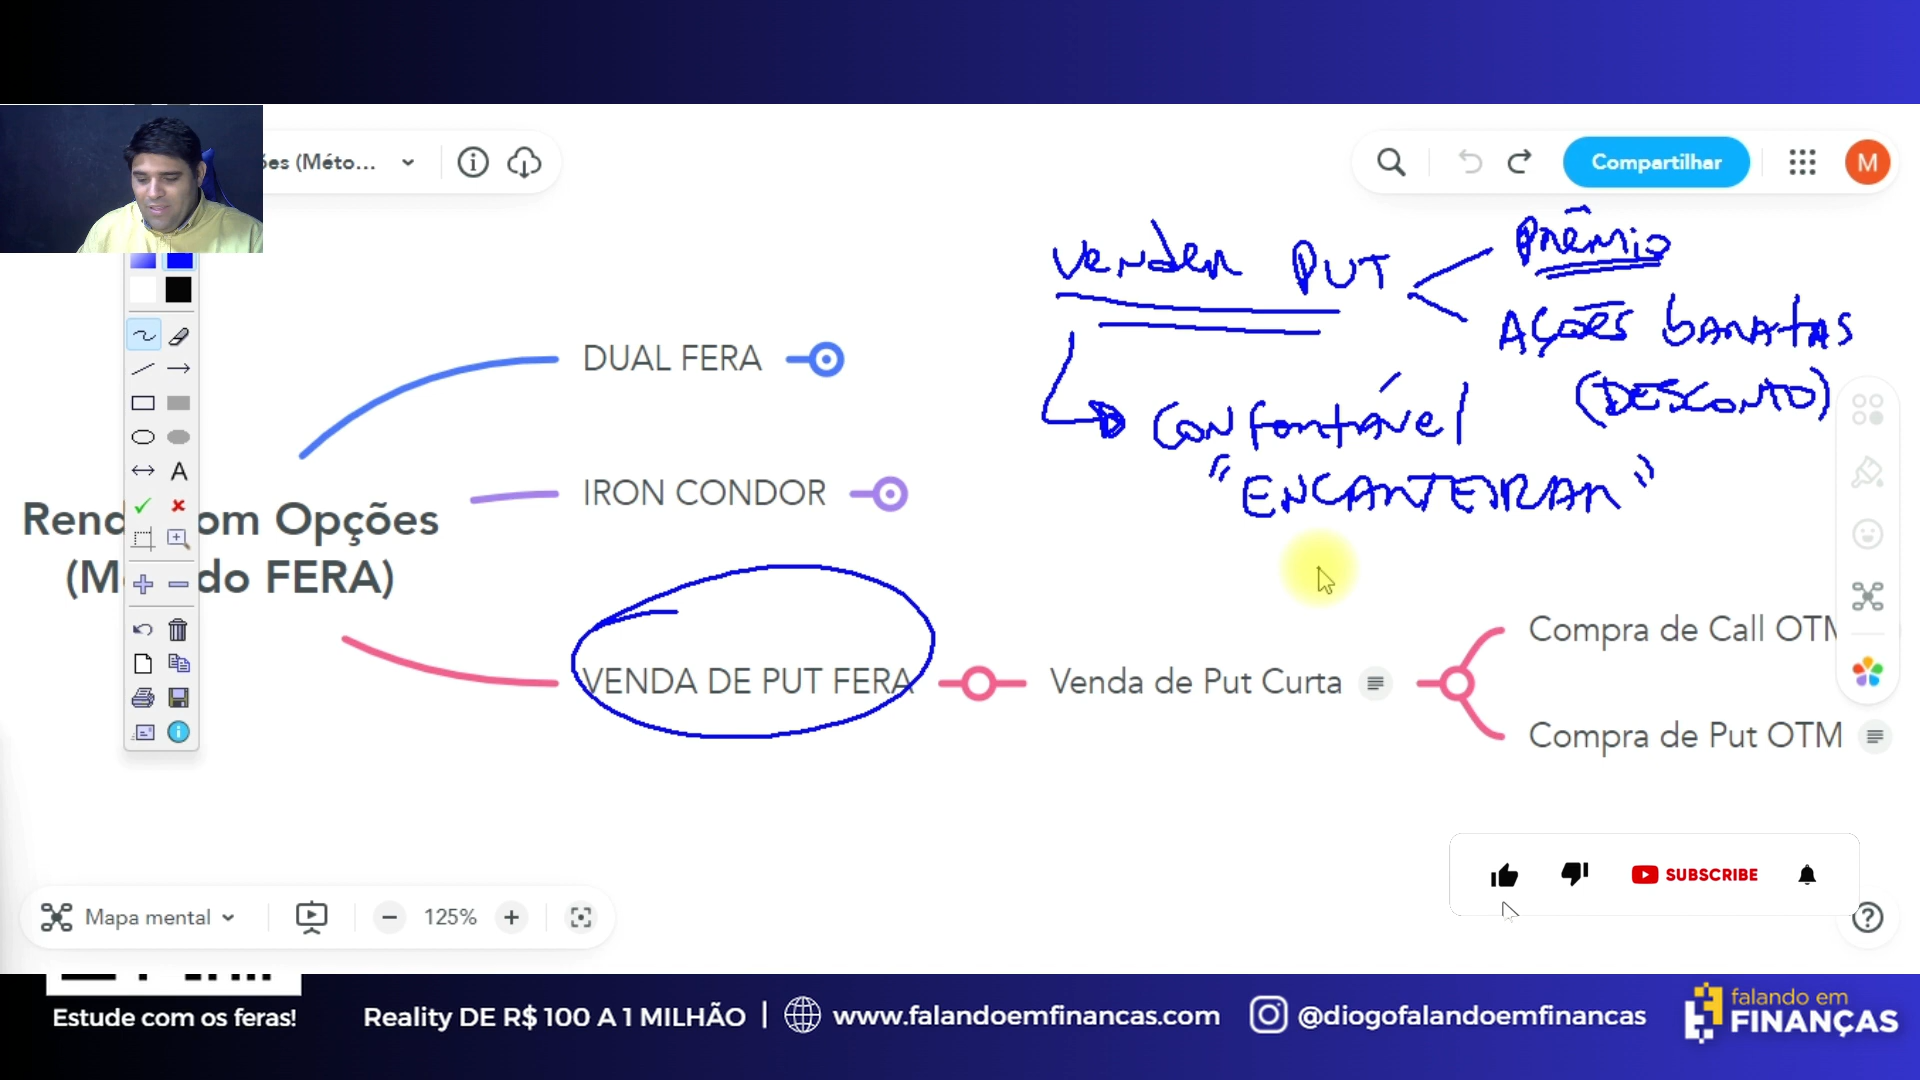 ões (Méto...
Compartilhar
M
VENDER PUT
PRÊMIO
AÇÕES BARATAS
(DESCONTO)
CONFORTÁVEL
"ENCARTEIRAR"
DUAL FERA
IRON CONDOR
Rend om Opções
(M do FERA)
VENDA DE PUT FERA
Venda de Put Curta
Compra de Call OTM
Compra de Put OTM
A
SUBSCRIBE
Mapa mental
125%
Estude com os feras!
Reality DE R$ 100 A 1 MILHÃO |
www.falandoemfinancas.com
@diogofalandoemfinancas
falando em
FINANÇAS